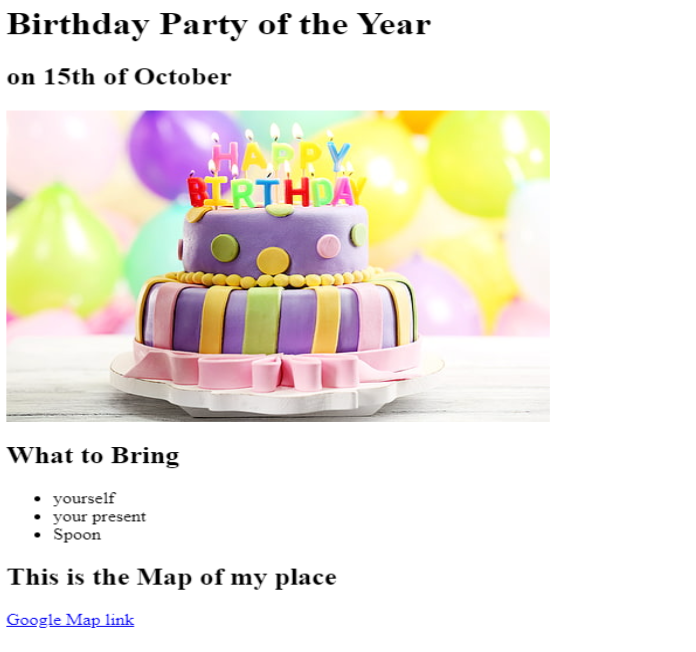 Birthday Party of the Year
on 15th of October
HAPPY
BIRTHDAY
What to Bring
yourself
your present
Spoon
This is the Map of my place
Google Map link